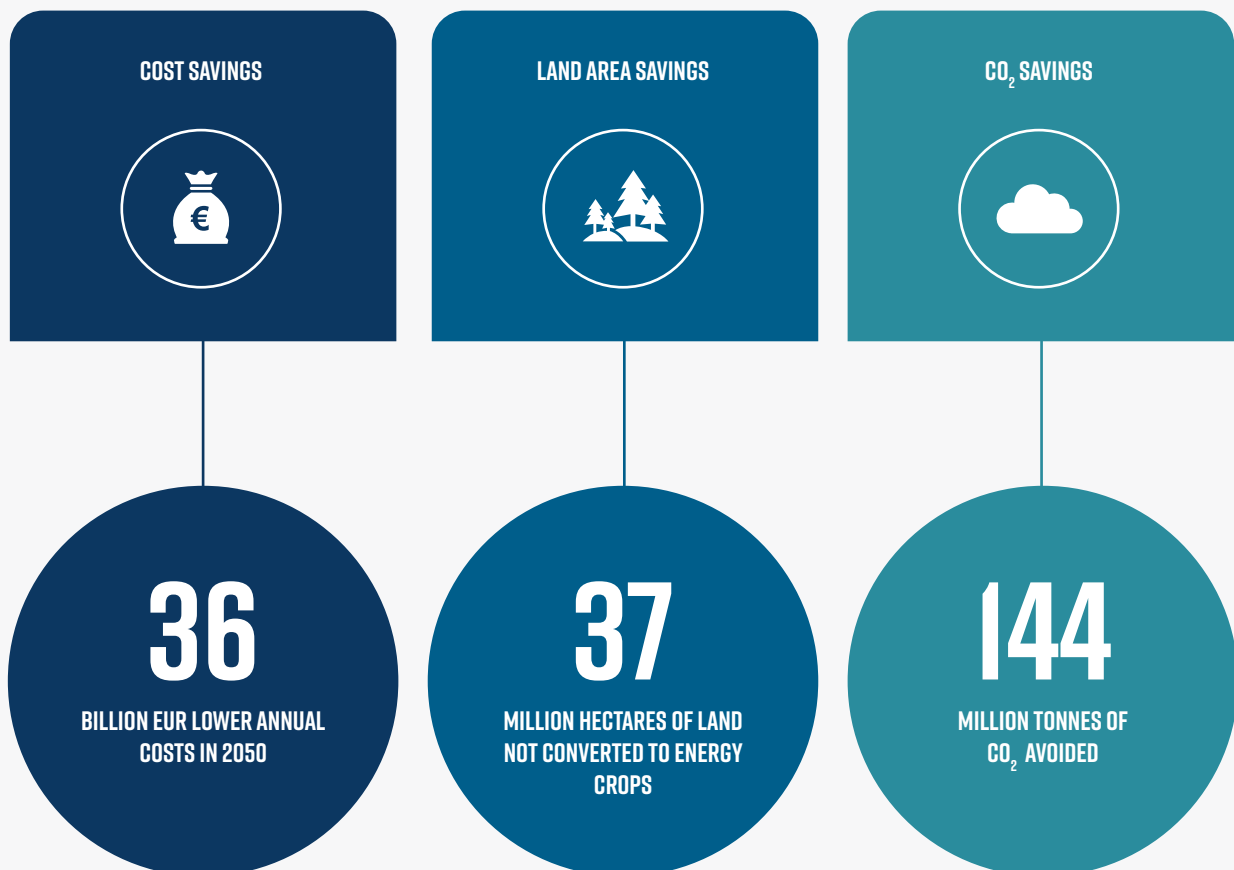 COST SAVINGS
€
36
BILLION EUR LOWER ANNUAL
COSTS IN 2050
LAND AREA SAVINGS
37
MILLION HECTARES OF LAND
NOT CONVERTED TO ENERGY
CROPS
CO₂ SAVINGS
144
MILLION TONNES OF
CO₂ AVOIDED